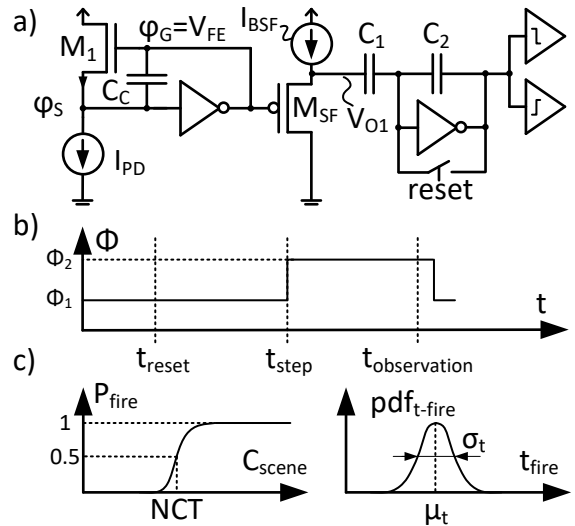 a)
M₁
φG=VFE
IBSF
C₁
C₂
CC
φS
MSF
VO1
IPD
reset
b)
Φ
Φ₂
Φ₁
t
treset
tstep
tobservation
c)
Pfire
pdft-fire
1
0.5
σt
Cscene
tfire
NCT
μt